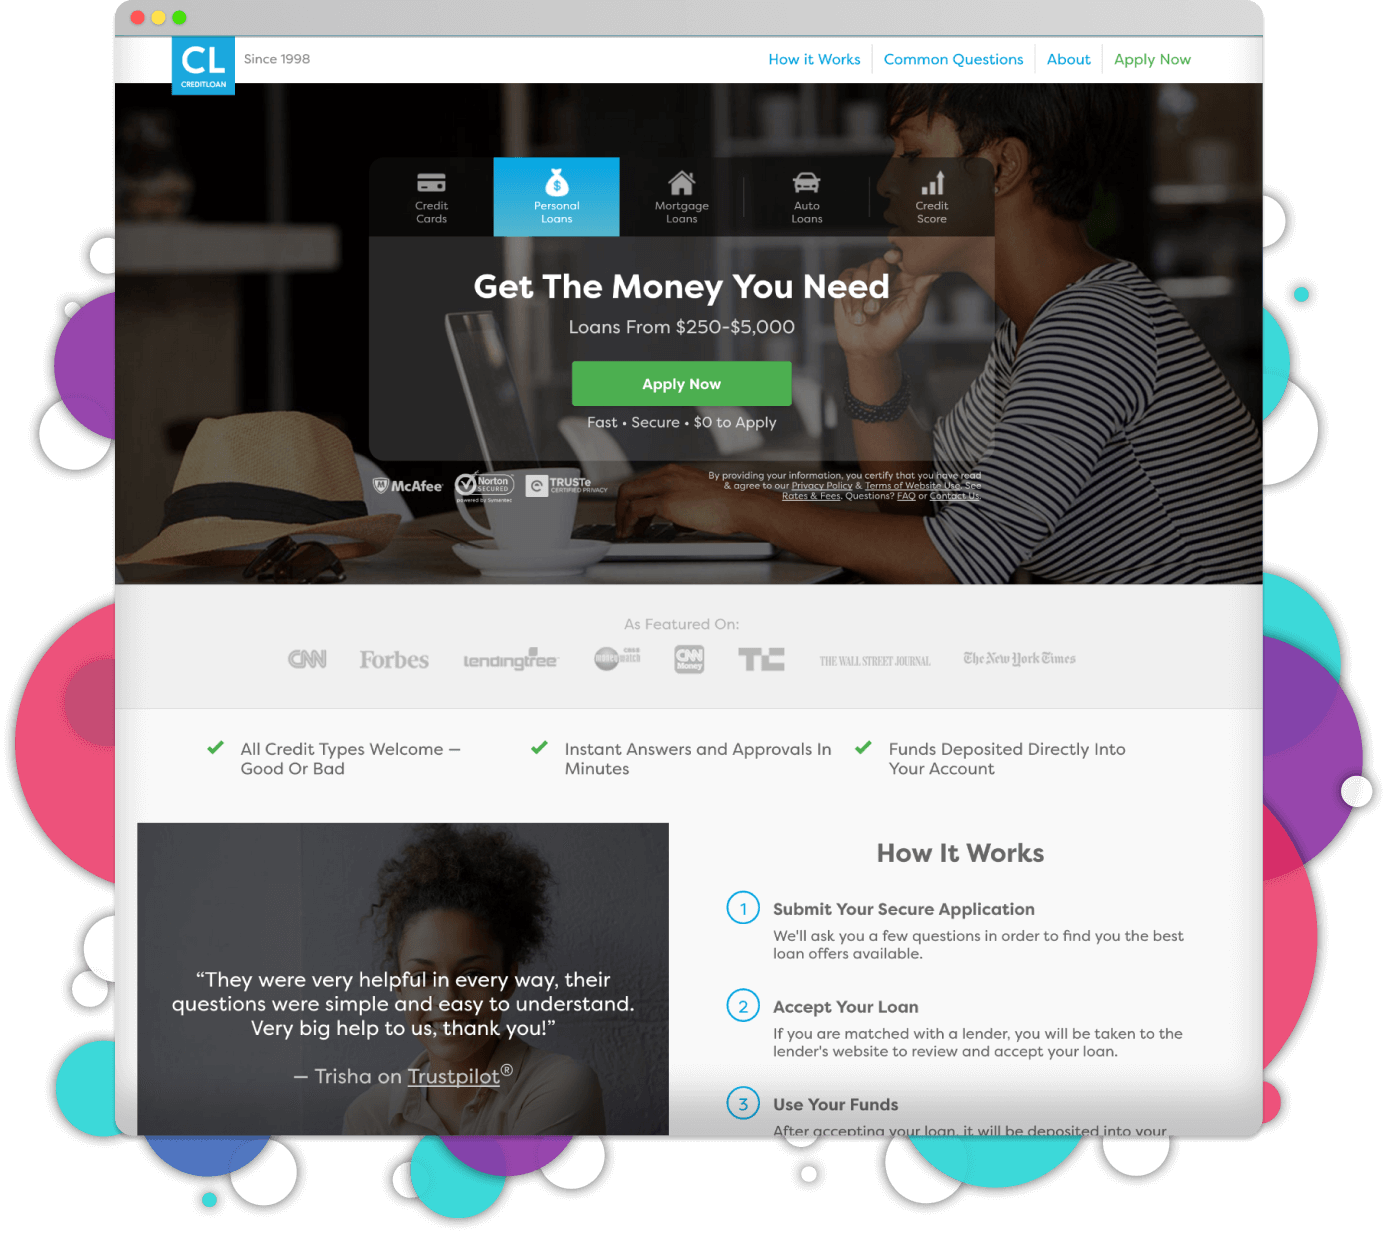 CL
CREDITLOAN
Since 1998
How it Works
Common Questions
About
Apply Now
Credit
Cards
Personal
Loans
Mortgage
Loans
Auto
Loans
Credit
Score
Get The Money You Need
Loans From $250-$5,000
Apply Now
Fast • Secure • $0 to Apply
McAfee
Norton
SECURED
powered by Symantec
TRUSTe
CERTIFIED PRIVACY
By providing your information, you certify that you have read
& agree to our Privacy Policy & Terms of Website Use. See
Rates & Fees. Questions? FAQ or Contact Us.
As Featured On:
CNN
Forbes
lendingtree
moneywatch
CNN
Money
TC
THE WALL STREET JOURNAL
The New York Times
All Credit Types Welcome –
Good Or Bad
Instant Answers and Approvals In
Minutes
Funds Deposited Directly Into
Your Account
“They were very helpful in every way, their
questions were simple and easy to understand.
Very big help to us, thank you!”
– Trisha on Trustpilot®
How It Works
1 Submit Your Secure Application
We'll ask you a few questions in order to find you the best
loan offers available.
2 Accept Your Loan
If you are matched with a lender, you will be taken to the
lender's website to review and accept your loan.
3 Use Your Funds
After accepting your loan, it will be deposited into your